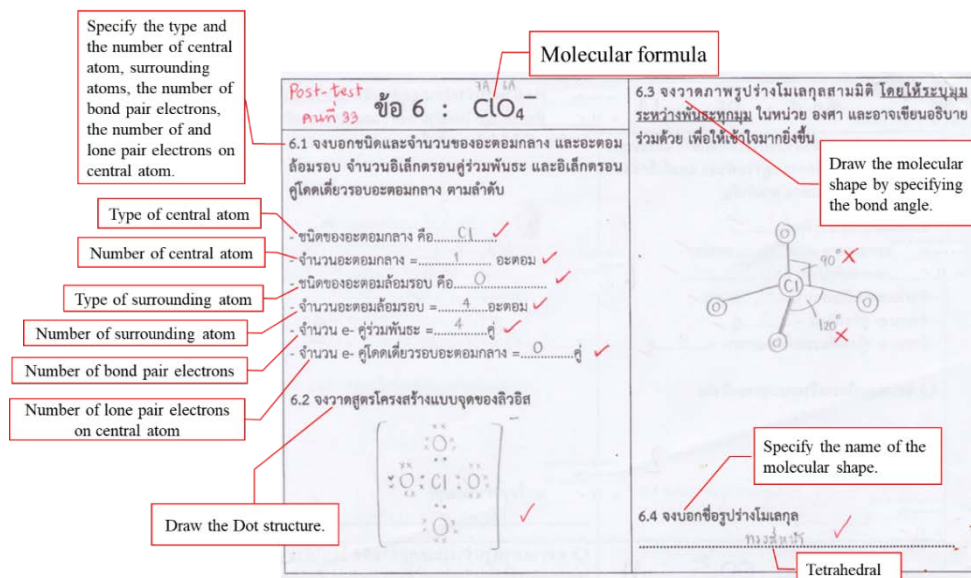 Specify the type and
the number of central
atom, surrounding
atoms, the number of
bond pair electrons,
the number of and
lone pair electrons on
central atom.
Molecular formula
Post-test
คนที่ 33
7A 6A
ข้อ 6 : ClO4
6.1 จงบอกชนิดและจำนวนของอะตอมกลาง และอะตอม
ล้อมรอบ จำนวนอิเล็กตรอนคู่ร่วมพันธะ และอิเล็กตรอน
คู่โดดเดี่ยวรอบอะตอมกลาง ตามลำดับ
Type of central atom
- ชนิดของอะตอมกลาง คือ.....Cl.....
Number of central atom
- จำนวนอะตอมกลาง =.....1..... อะตอม
Type of surrounding atom
- ชนิดของอะตอมล้อมรอบ คือ.....O.....
Number of surrounding atom
- จำนวนอะตอมล้อมรอบ =.....4.....อะตอม
Number of bond pair electrons
- จำนวน e- คู่ร่วมพันธะ =.....4.....คู่
Number of lone pair electrons
on central atom
- จำนวน e- คู่โดดเดี่ยวรอบอะตอมกลาง =.....0.....คู่
6.2 จงวาดสูตรโครงสร้างแบบจุดของลิวอิส
O
O Cl O
O
-
Draw the Dot structure.
6.3 จงวาดภาพรูปร่างโมเลกุลสามมิติ โดยให้ระบุมุม
ระหว่างพันธะทุกมุม ในหน่วย องศา และอาจเขียนอธิบาย
ร่วมด้วย เพื่อให้เข้าใจมากยิ่งขึ้น
Draw the molecular
shape by specifying
the bond angle.
O
90°
Cl
O O
120°
O
Specify the name of the
molecular shape.
6.4 จงบอกชื่อรูปร่างโมเลกุล
ทรงสี่หน้า
Tetrahedral